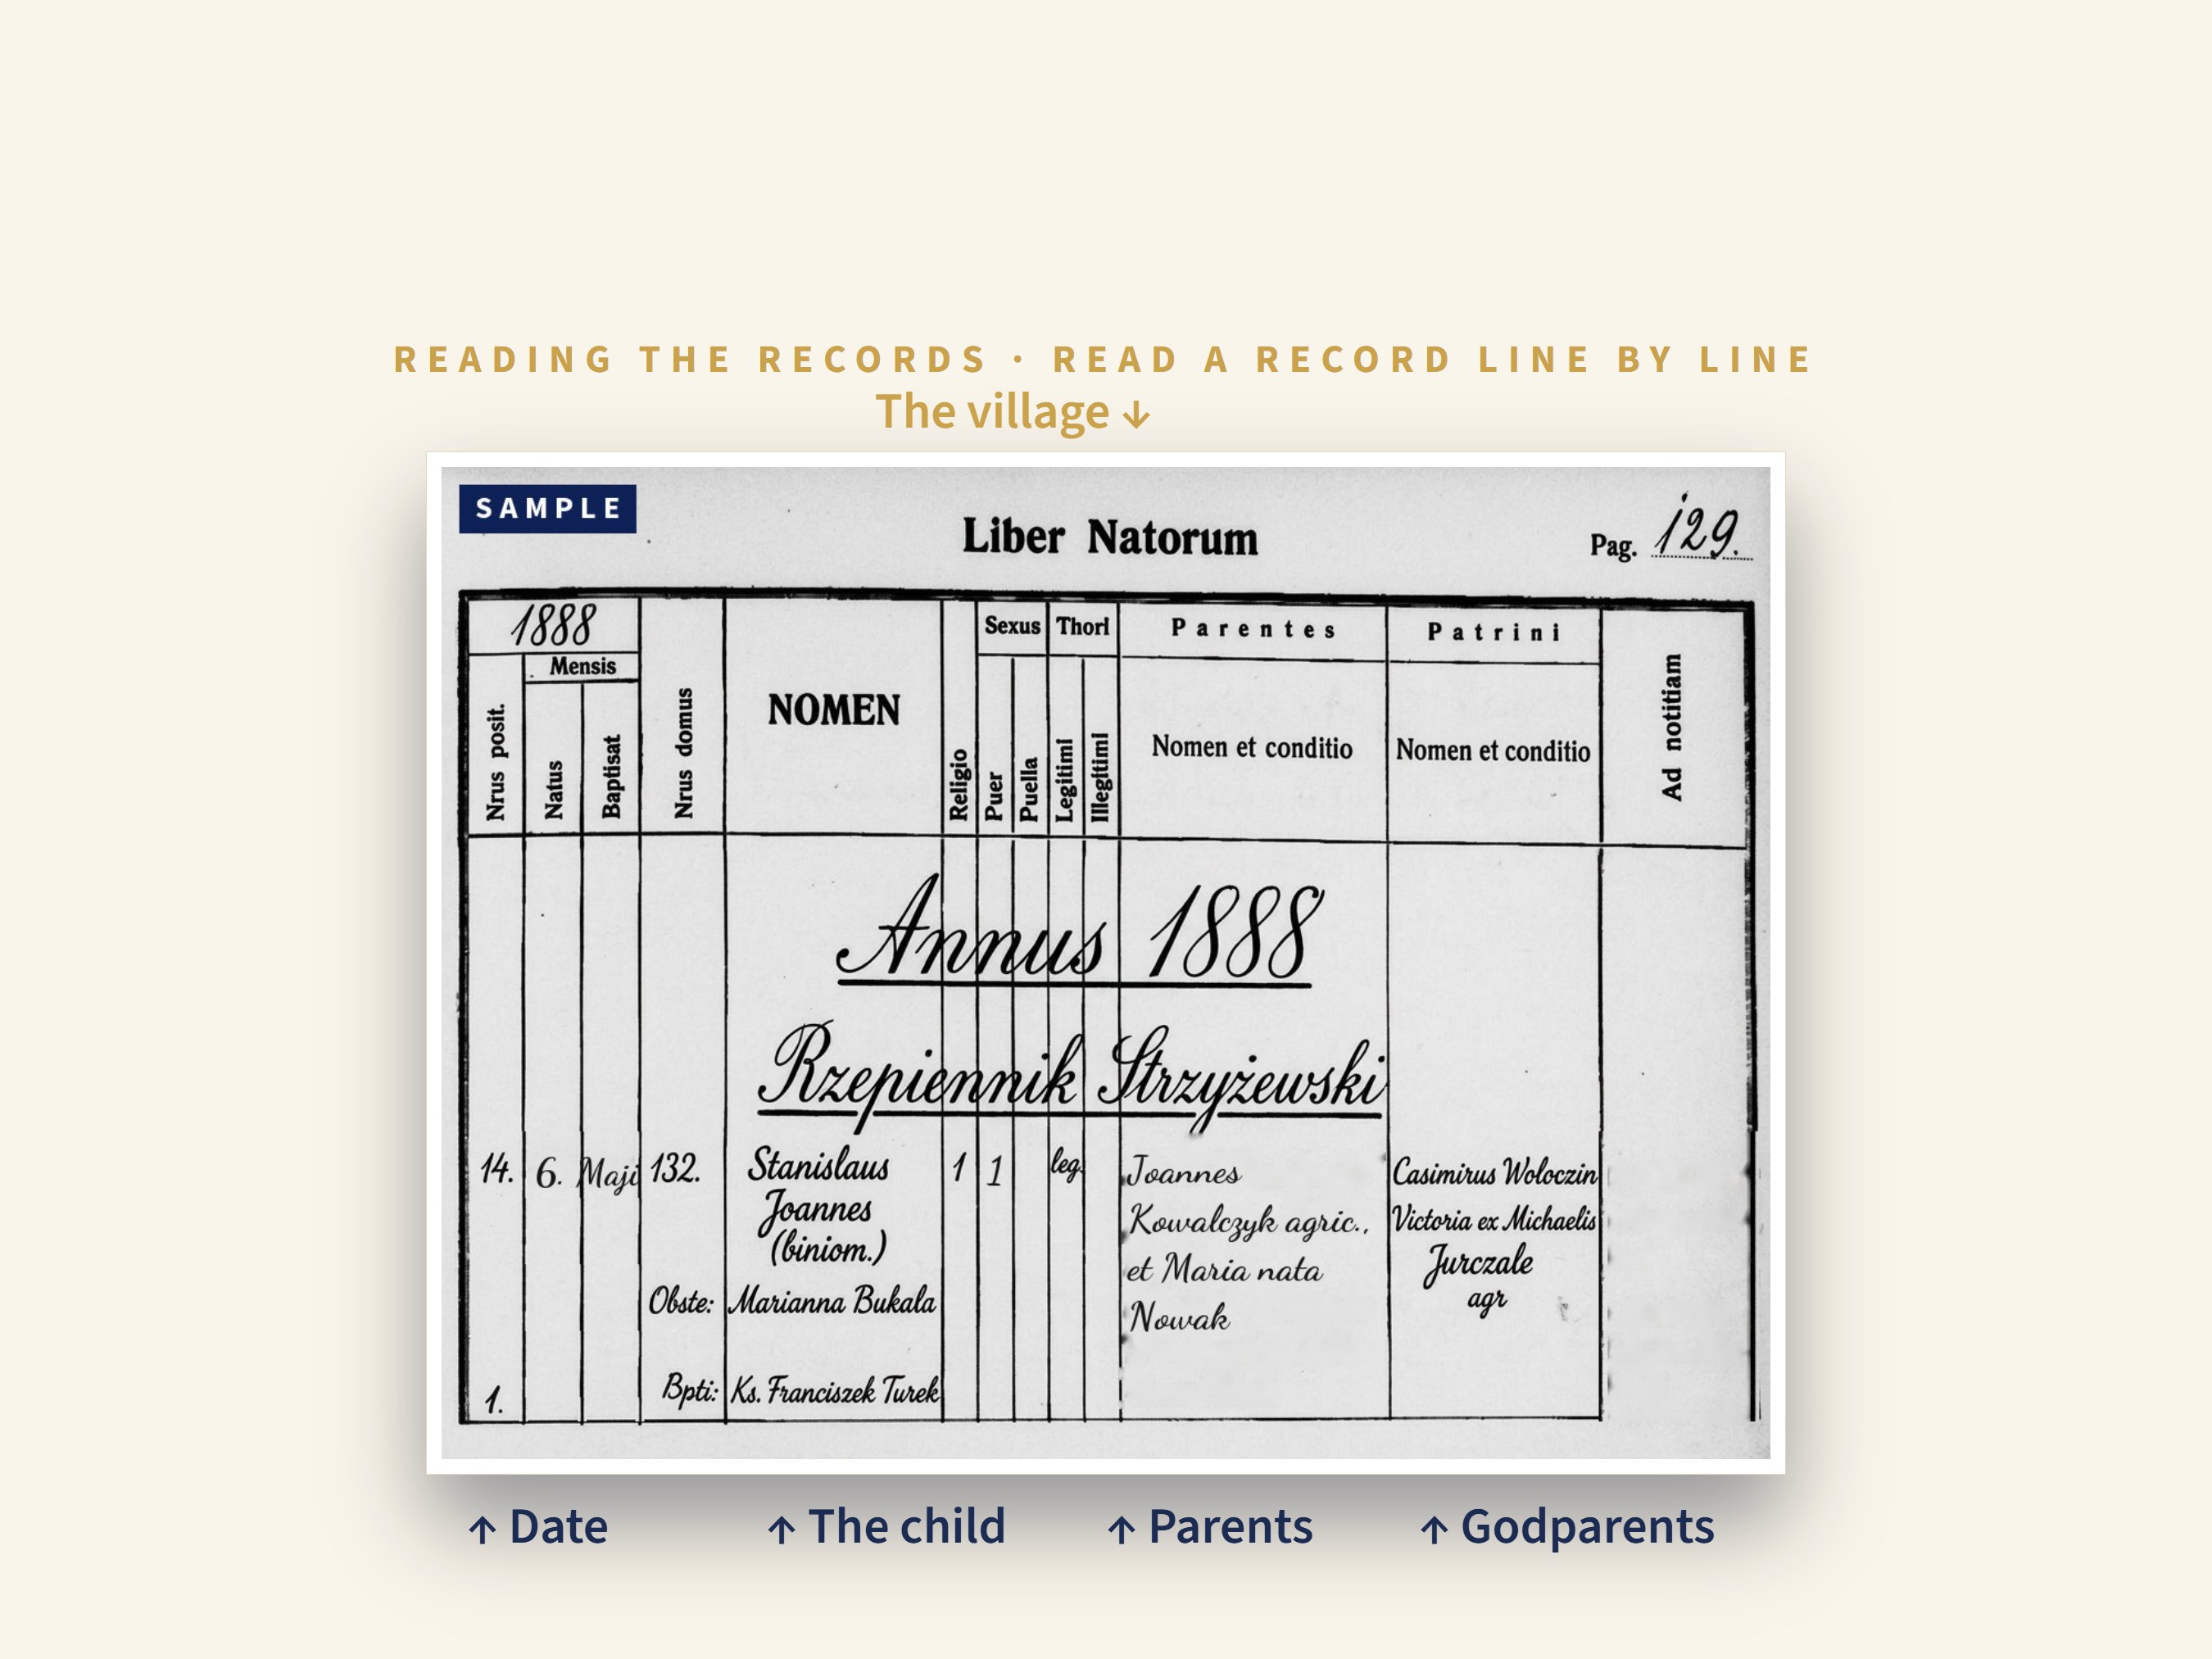 READING THE RECORDS · READ A RECORD LINE BY LINE
The village ↓
SAMPLE
Liber Natorum
Pag. 129.
1888
Mensis
Nrus posit.
Natus
Baptisat
Nrus domus
NOMEN
Religio
Sexus
Puer
Puella
Thori
Legitimi
Illegitimi
Parentes
Nomen et conditio
Patrini
Nomen et conditio
Ad notitiam
Annus 1888
Rzepiennik Strzyżewski
14. 6. Maji 132.
Stanislaus
Joannes
(biniom.)
1 1 leg.
Joannes
Kowalczyk agric.,
et Maria nata
Nowak
Casimirus Woloczin
Victoria ex Michaelis
Jurczale
agr
Obste: Marianna Bukala
1.
Bpti: Ks. Franciszek Turek
↑ Date
↑ The child
↑ Parents
↑ Godparents